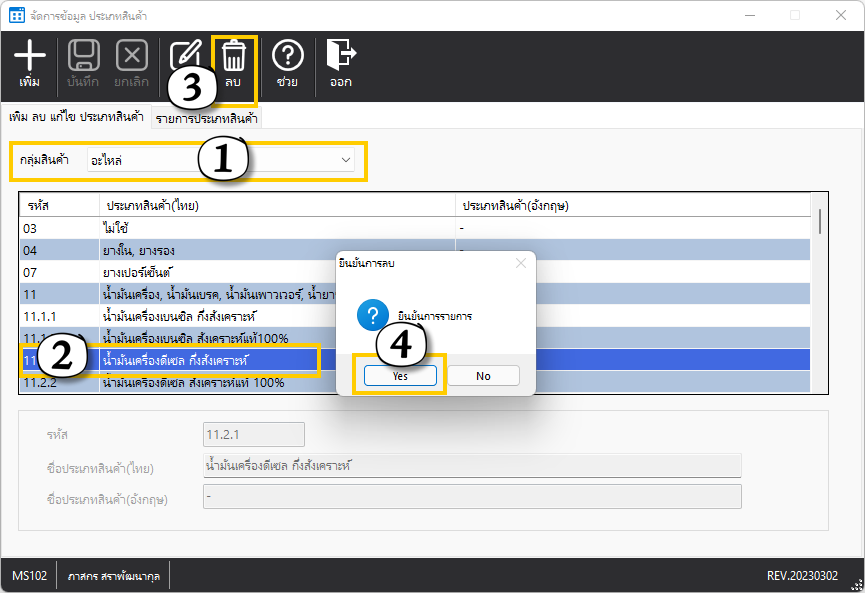 จัดการข้อมูล ประเภทสินค้า
เพิ่ม บันทึก ยกเลิก ลบ ช่วย ออก
3
เพิ่ม ลบ แก้ไข ประเภทสินค้า รายการประเภทสินค้า
กลุ่มสินค้า อะไหล่
1
รหัส ประเภทสินค้า(ไทย) ประเภทสินค้า(อังกฤษ)
03 ไม่ใช้ -
04 ยางใน, ยางรอง -
07 ยางเปอร์เซ็นต์
11 น้ำมันเครื่อง, น้ำมันเบรค, น้ำมันเพาวเวอร์,
11.1.1 น้ำมันเครื่องเบนซิล กึ่งสังเคราะห์
น้ำมันเครื่องเบนซิล สังเคราะห์แท้100%
2
น้ำมันเครื่องดีเซล กึ่งสังเคราะห์
11.2.2 น้ำมันเครื่องดีเซล สังเคราะห์แท้ 100%
ยืนยันการลบ
ยืนยันการรายการ
4
Yes No
รหัส 11.2.1
ชื่อประเภทสินค้า(ไทย) น้ำมันเครื่องดีเซล กึ่งสังเคราะห์
ชื่อประเภทสินค้า(อังกฤษ) -
MS102 ภาสกร สราพัฒนากุล REV.20230302